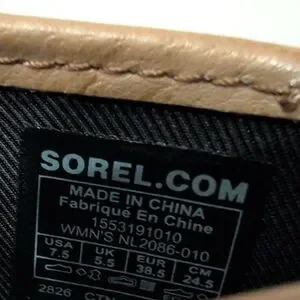 SOREL.COM
MADE IN CHINA
Fabriqué En Chine
1553191010
WMN'S NL2086-010
USA UK EUR CM
7.5 5.5 38.5 24.5
2826